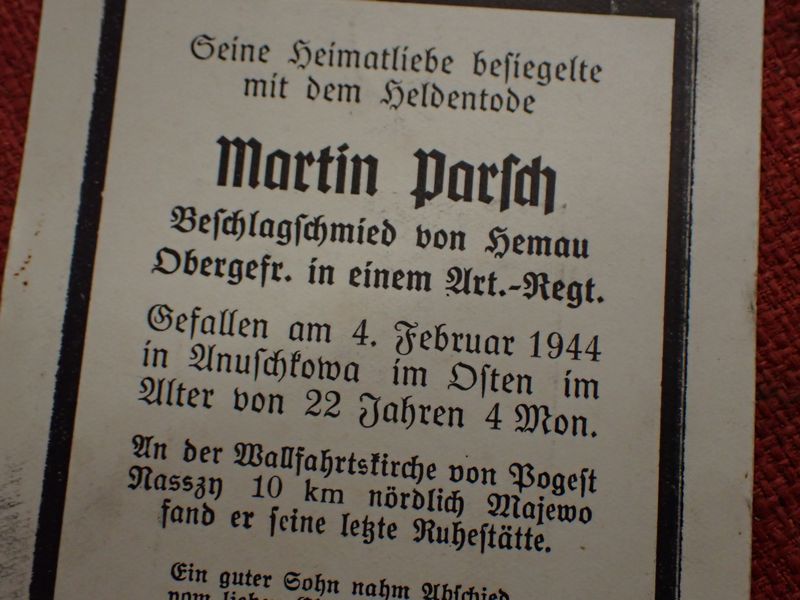 Seine Heimatliebe besiegelte
mit dem Heldentode
Martin Parsch
Beschlagschmied von Hemau
Obergefr. in einem Art.-Regt.
Gefallen am 4. Februar 1944
in Anuschkowa im Osten im
Alter von 22 Jahren 4 Mon.
An der Wallfahrtskirche von Pogest
Nasszy 10 km nördlich Majewo
fand er seine letzte Ruhestätte.
Ein guter Sohn nahm Abschied
vom lieben